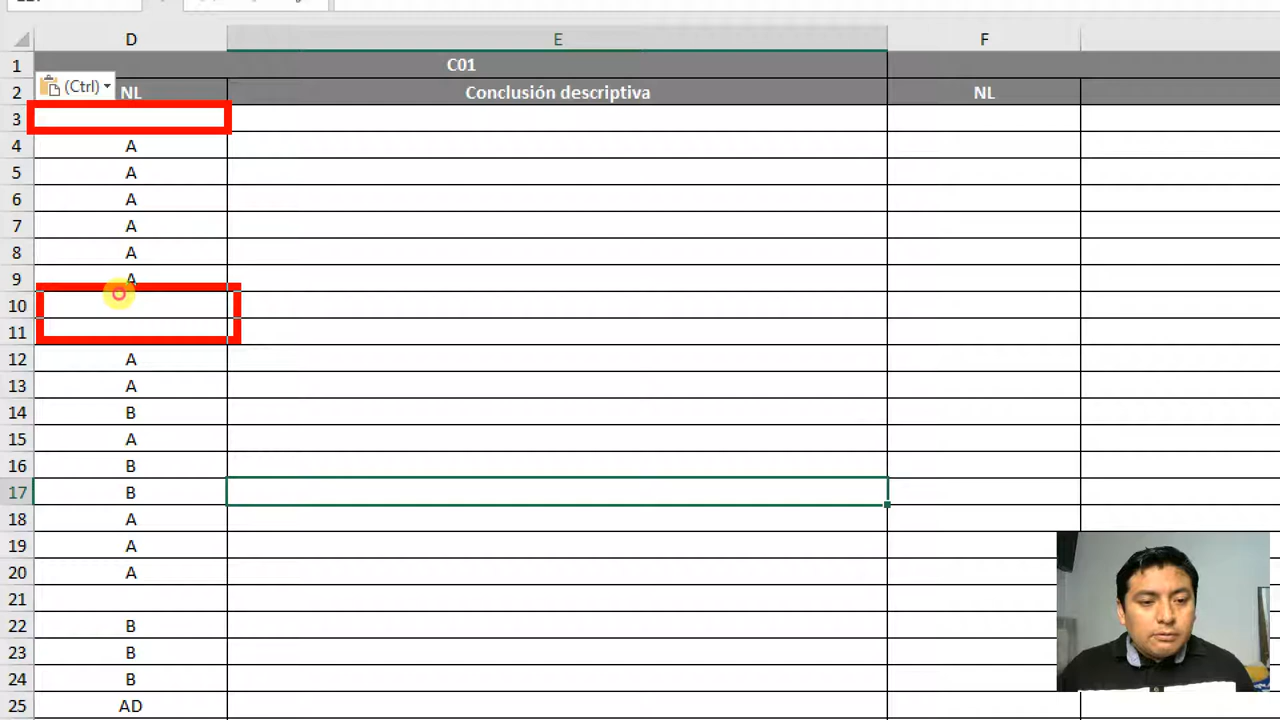 D E F
1 C01
(Ctrl)
2 NL Conclusión descriptiva NL
3
4 A
5 A
6 A
7 A
8 A
9 A
10
11
12 A
13 A
14 B
15 A
16 B
17 B
18 A
19 A
20 A
21
22 B
23 B
24 B
25 AD